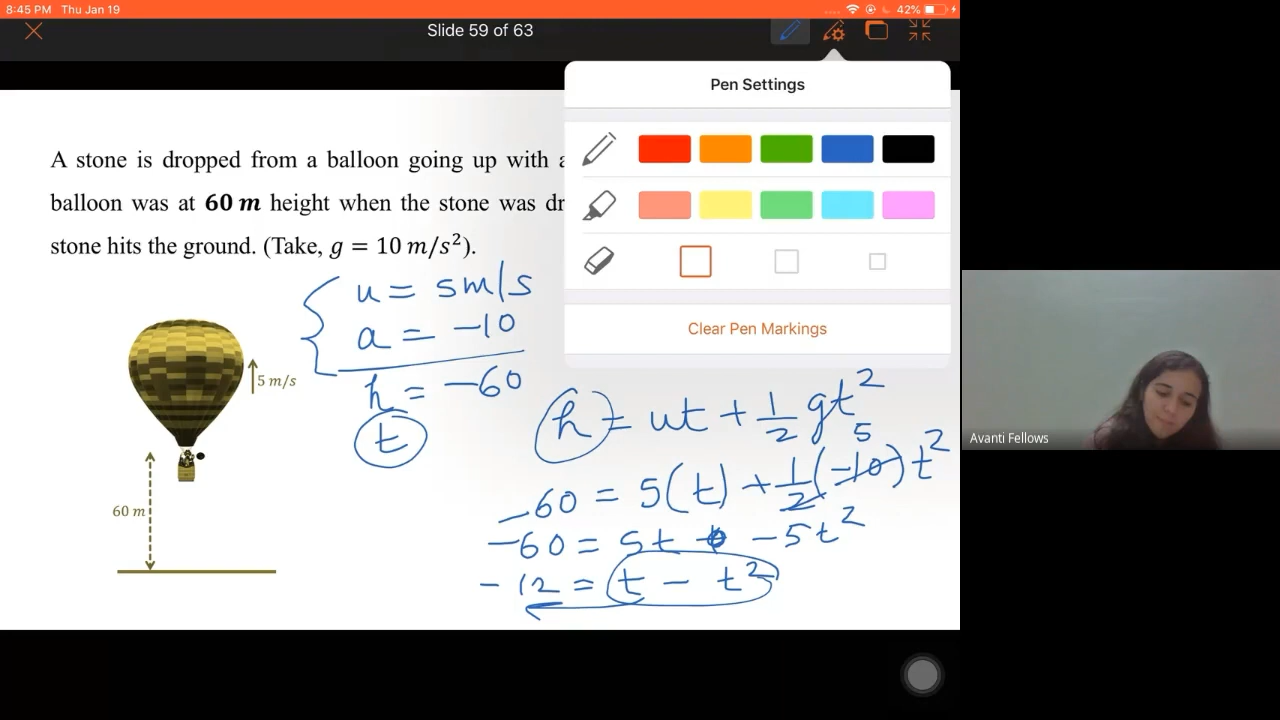 8:45 PM Thu Jan 19
42%
Slide 59 of 63
Pen Settings
Clear Pen Markings
A stone is dropped from a balloon going up with a
balloon was at 60 m height when the stone was dr
stone hits the ground. (Take, g = 10 m/s²).
u = 5m/s
a = -10
h = -60
t
5 m/s
60 m
h = ut + 1/2 gt²
5
-60 = 5(t) + 1/2 (-10) t²
-60 = 5t - 5t²
-12 = t - t²
Avanti Fellows